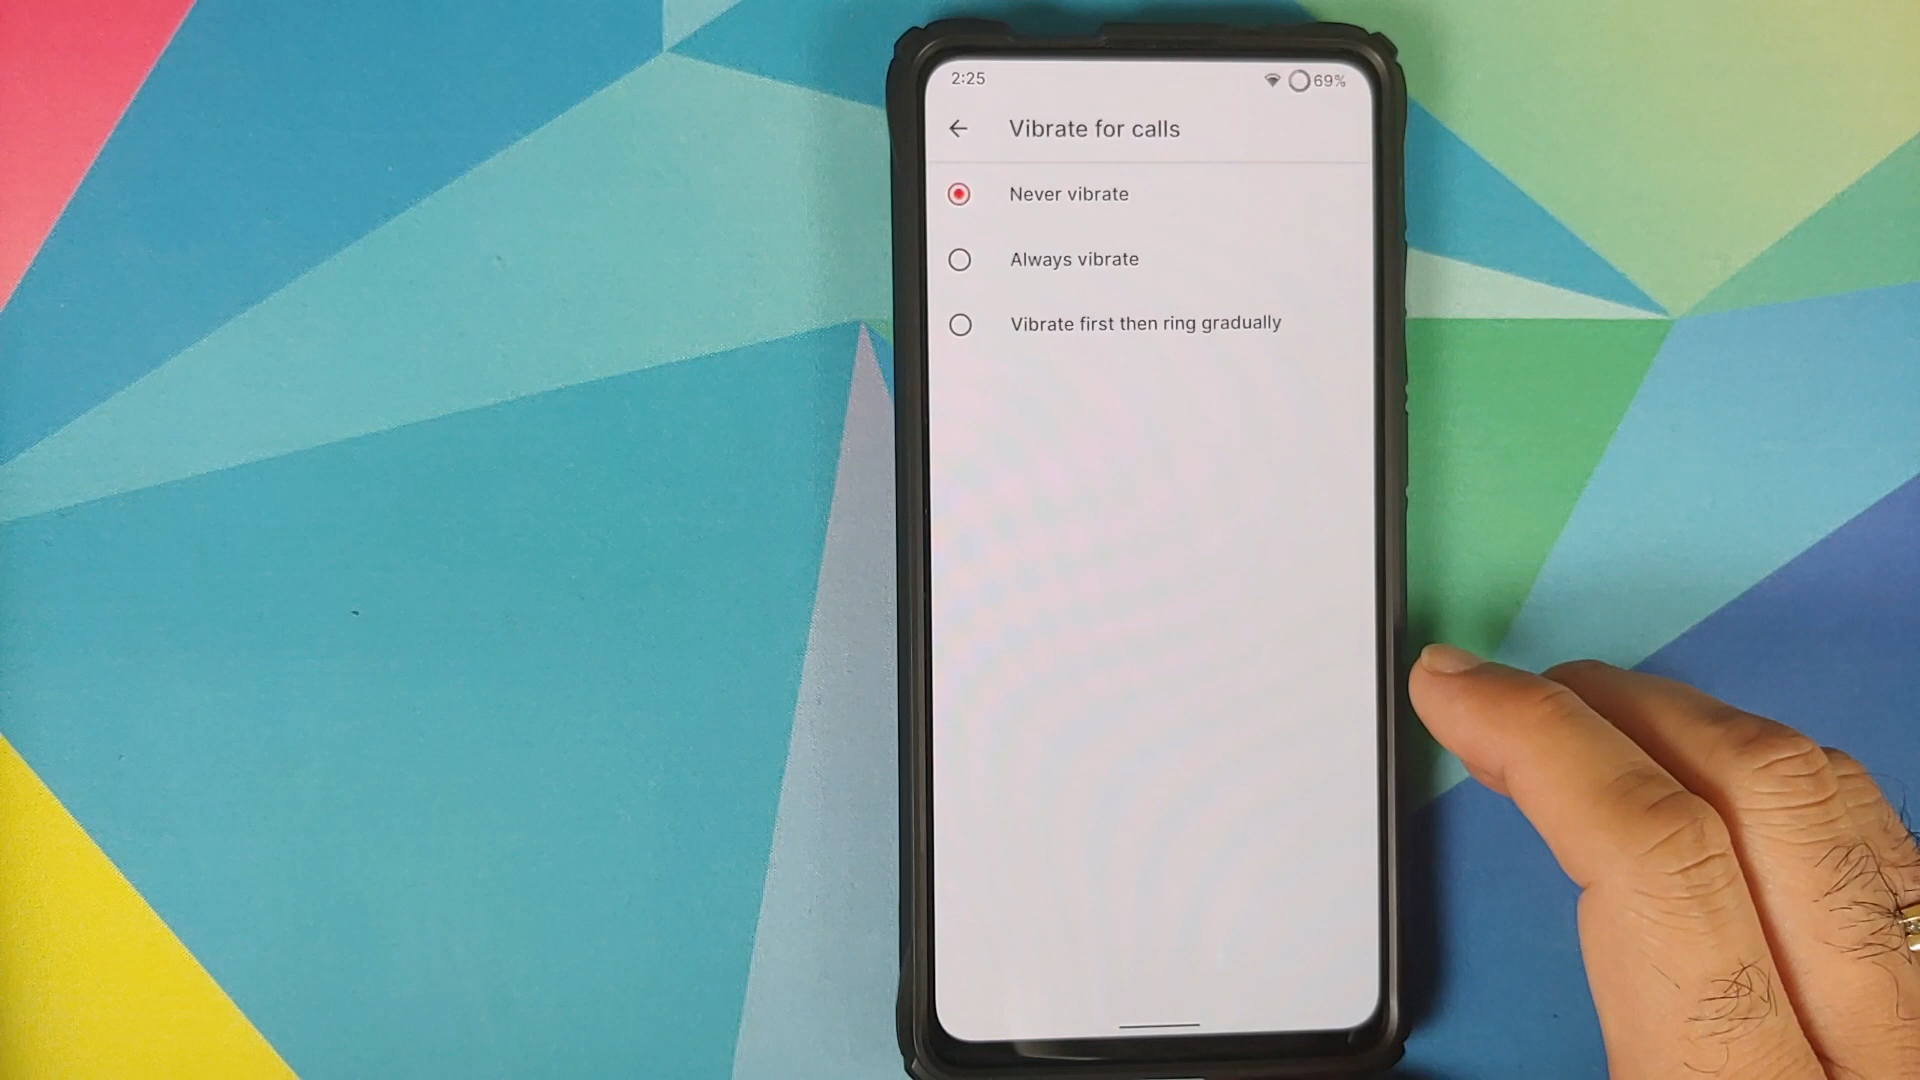 2:25
69%
Vibrate for calls
Never vibrate
Always vibrate
Vibrate first then ring gradually